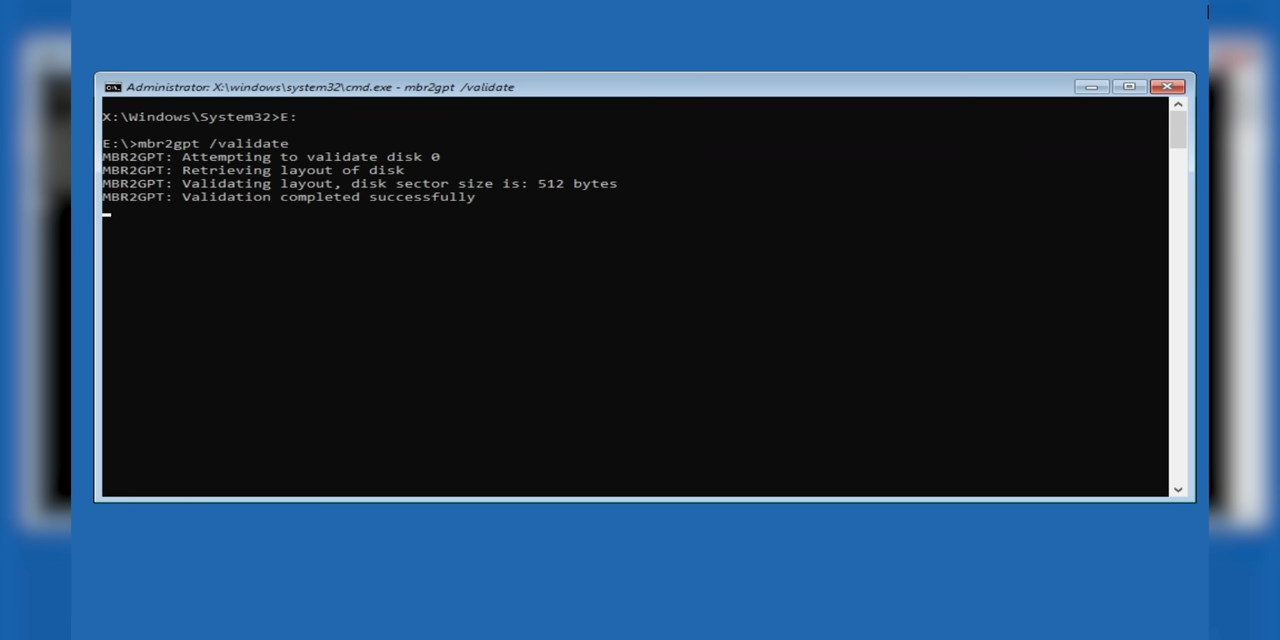 Administrator: X:\windows\system32\cmd.exe - mbr2gpt /validate
X:\Windows\System32>E:
E:\>mbr2gpt /validate
MBR2GPT: Attempting to validate disk 0
MBR2GPT: Retrieving layout of disk
MBR2GPT: Validating layout, disk sector size is: 512 bytes
MBR2GPT: Validation completed successfully